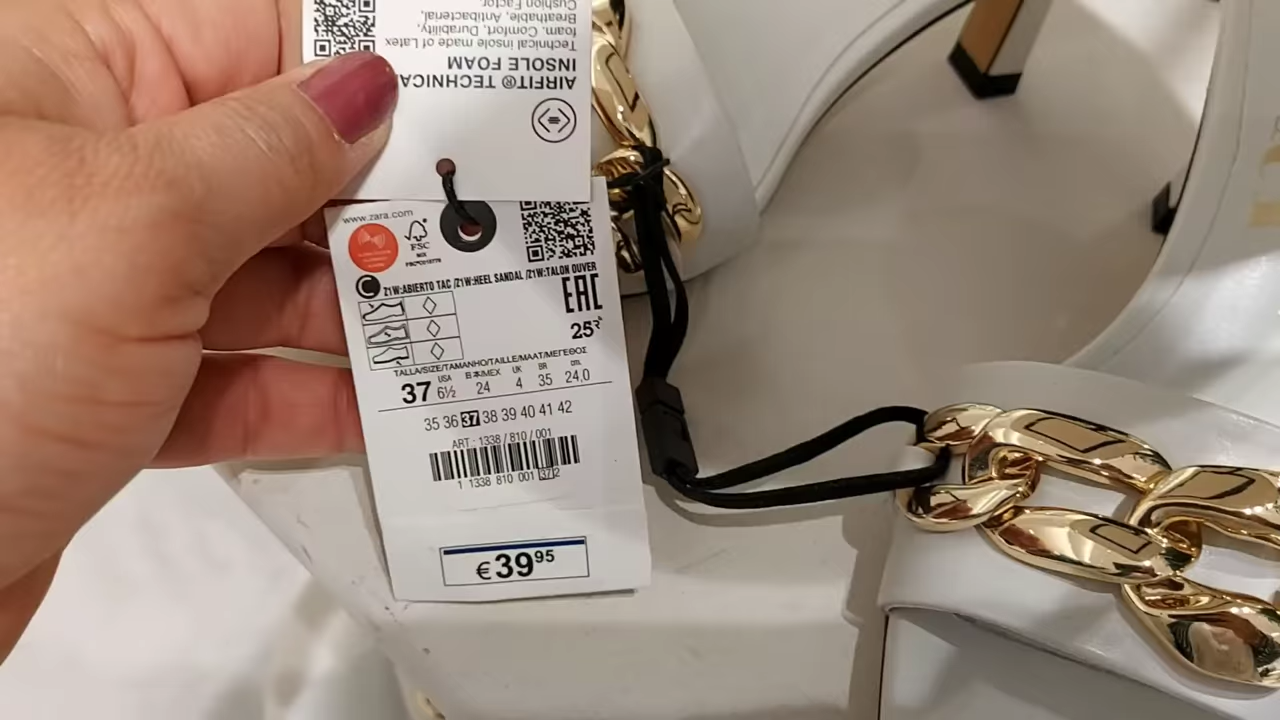 AIRFIT® TECHNICAL
INSOLE FOAM
Technical insole made of Latex
foam. Comfort, Durability,
Breathable, Antibacterial,
Cushion Factor.
www.zara.com
FSC
MIX
Z1W:ABIERTO TAC /Z1W:HEEL SANDAL /Z1W:TALON OUVER
EAC
25
TALLA/SIZE/TAMANHO/TAILLE/MAAT/ΜΕΓΕΘΟΣ
USA 日本/MEX UK BR cm.
37 6½ 24 4 35 24,0
35 36 37 38 39 40 41 42
ART.: 1338 / 810 / 001
1 1338 810 001 37 2
€ 39 95